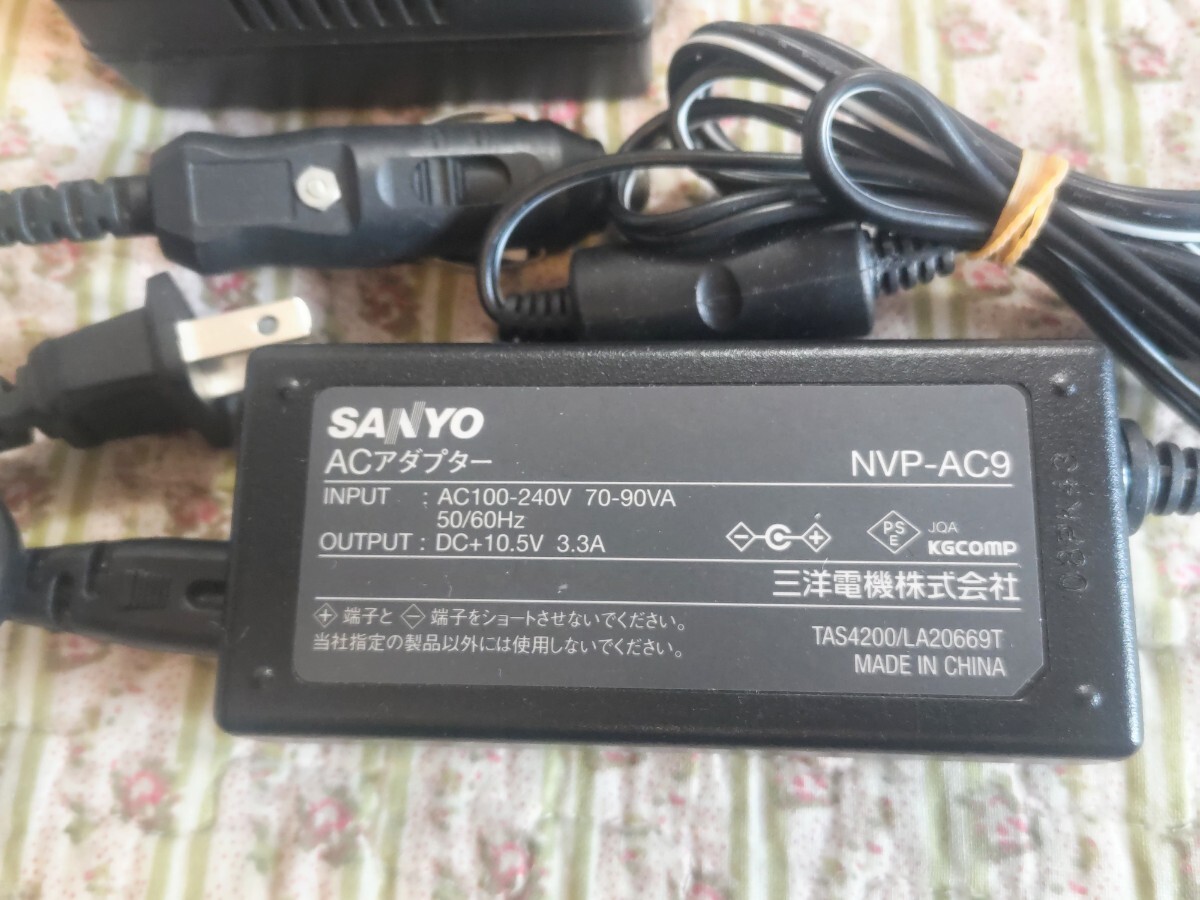 SANYO
ACアダプター
NVP-AC9
INPUT : AC100-240V 70-90VA
50/60Hz
OUTPUT : DC+10.5V 3.3A
PS
E
JQA
KGCOMP
三洋電機株式会社
⊕端子と⊖端子をショートさせないでください。
当社指定の製品以外には使用しないでください。
TAS4200/LA20669T
MADE IN CHINA